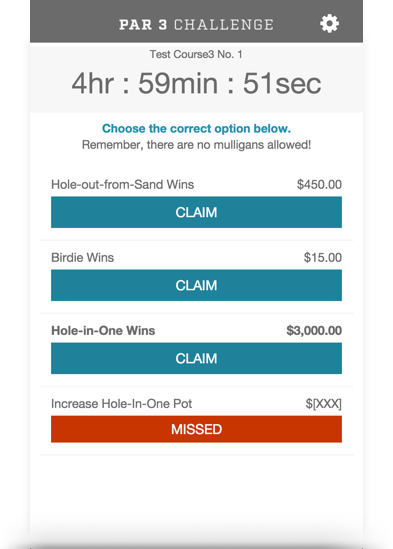 PAR 3 CHALLENGE
Test Course3 No. 1
4hr : 59min : 51sec
Choose the correct option below.
Remember, there are no mulligans allowed!
Hole-out-from-Sand Wins $450.00
CLAIM
Birdie Wins $15.00
CLAIM
Hole-in-One Wins $3,000.00
CLAIM
Increase Hole-In-One Pot $[XXX]
MISSED